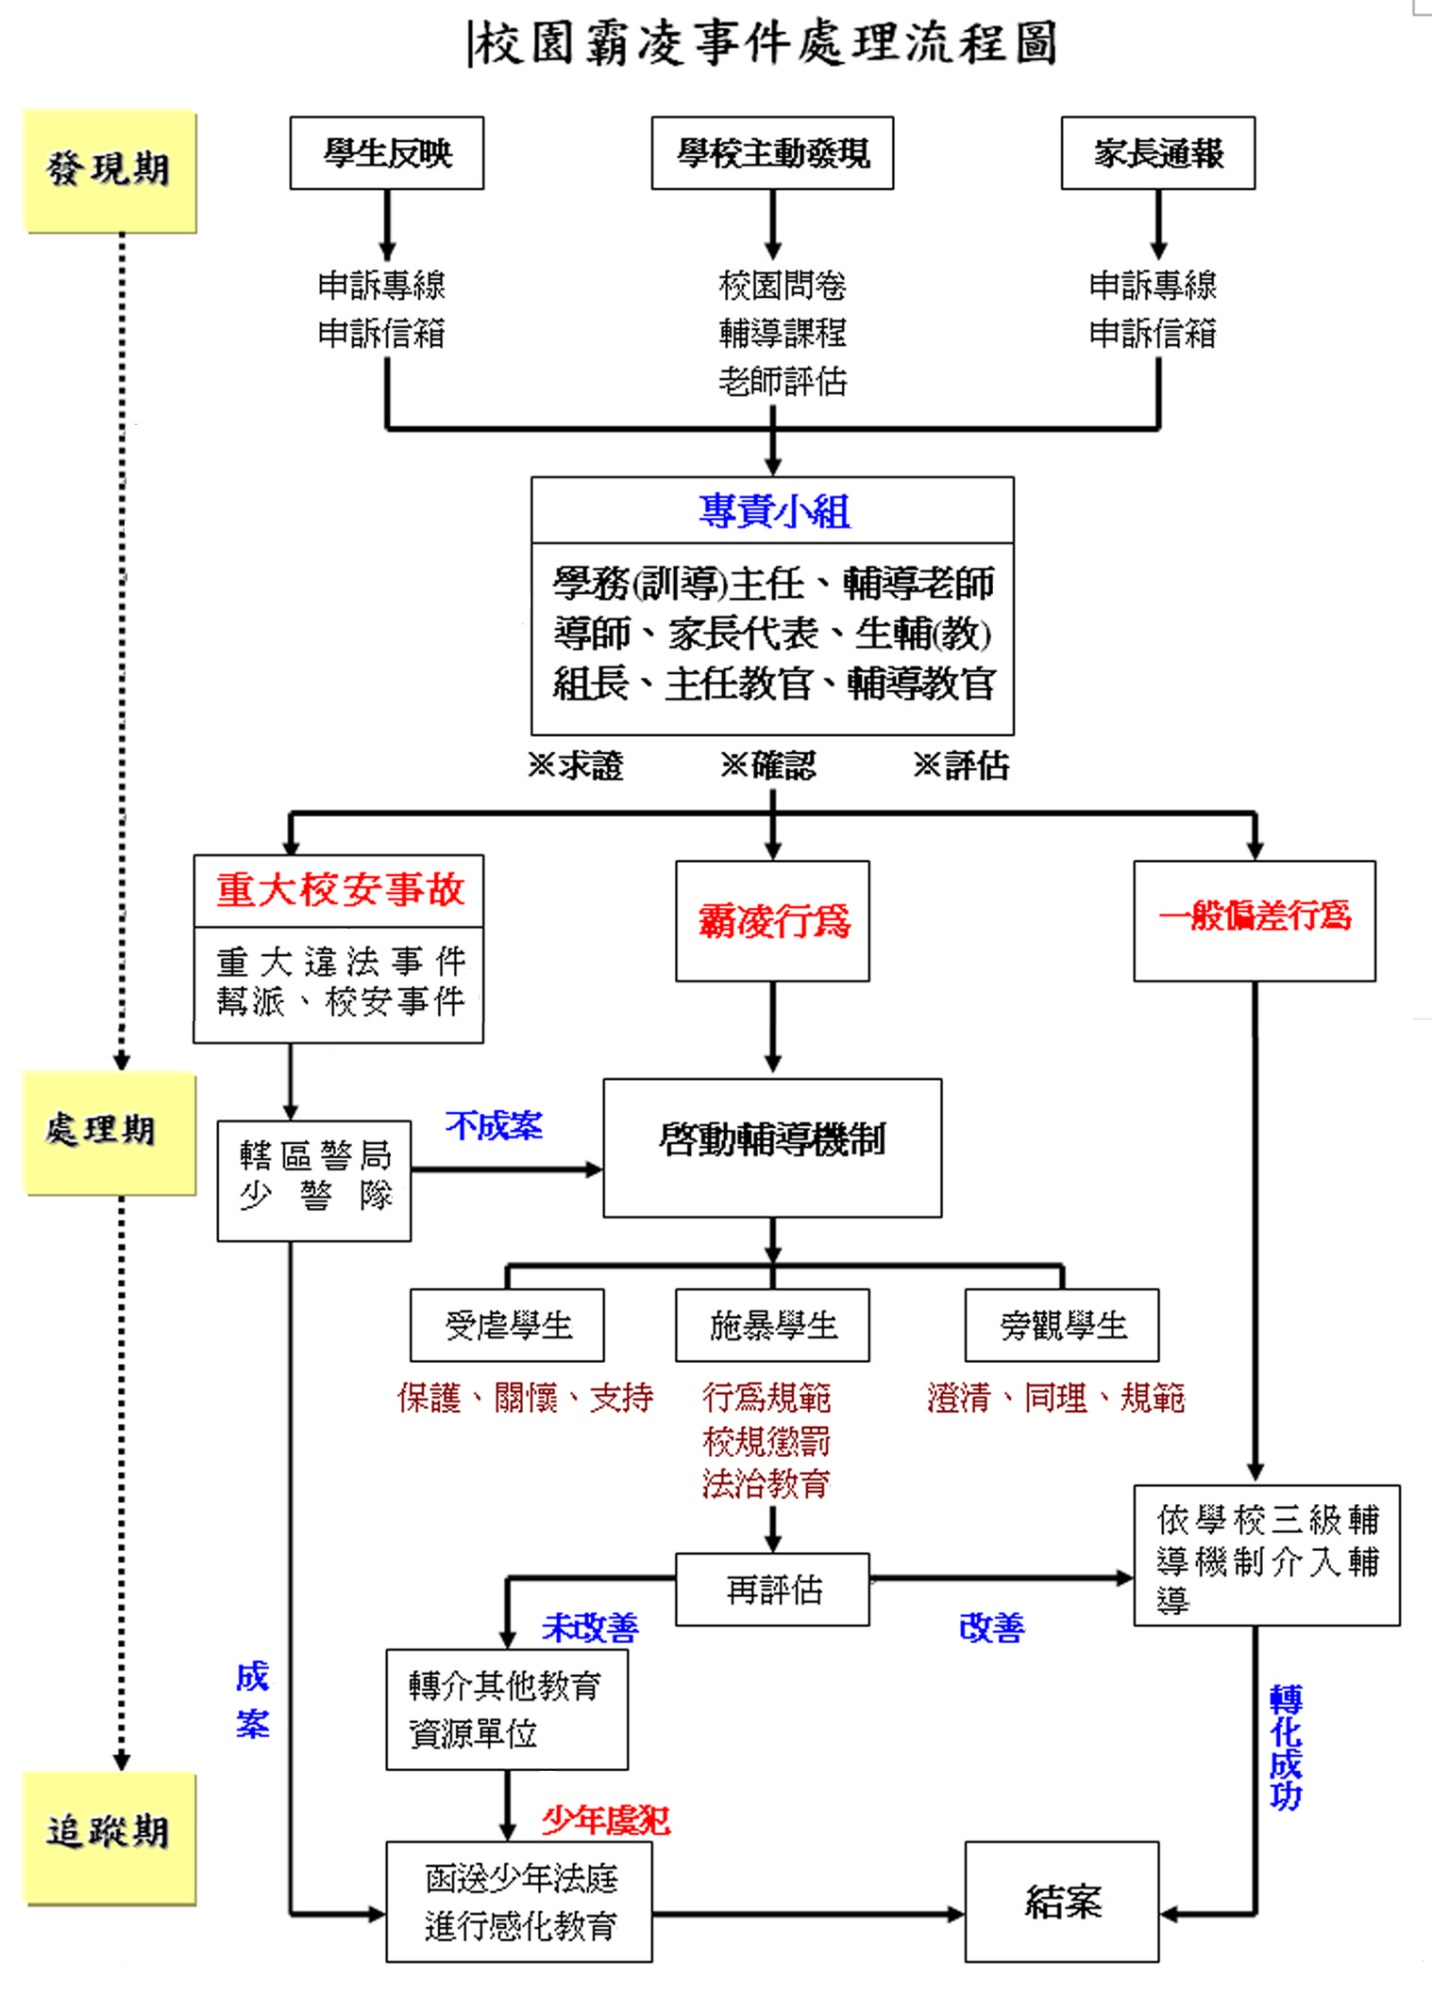 校園霸凌事件處理流程圖
發現期
學生反映
學校主動發現
家長通報
申訴專線
申訴信箱
校園問卷
輔導課程
老師評估
申訴專線
申訴信箱
專責小組
學務(訓導)主任、輔導老師
導師、家長代表、生輔(教)
組長、主任教官、輔導教官
※求證
※確認
※評估
重大校安事故
重大違法事件
幫派、校安事件
霸凌行為
一般偏差行為
處理期
轄區警局
少警隊
不成案
啓動輔導機制
受虐學生
施暴學生
旁觀學生
保護、關懷、支持
行為規範
校規懲罰
法治教育
澄清、同理、規範
再評估
依學校三級輔
導機制介入輔
導
未改善
改善
轉介其他教育
資源單位
成案
轉化成功
追蹤期
少年虞犯
函送少年法庭
進行感化教育
結案